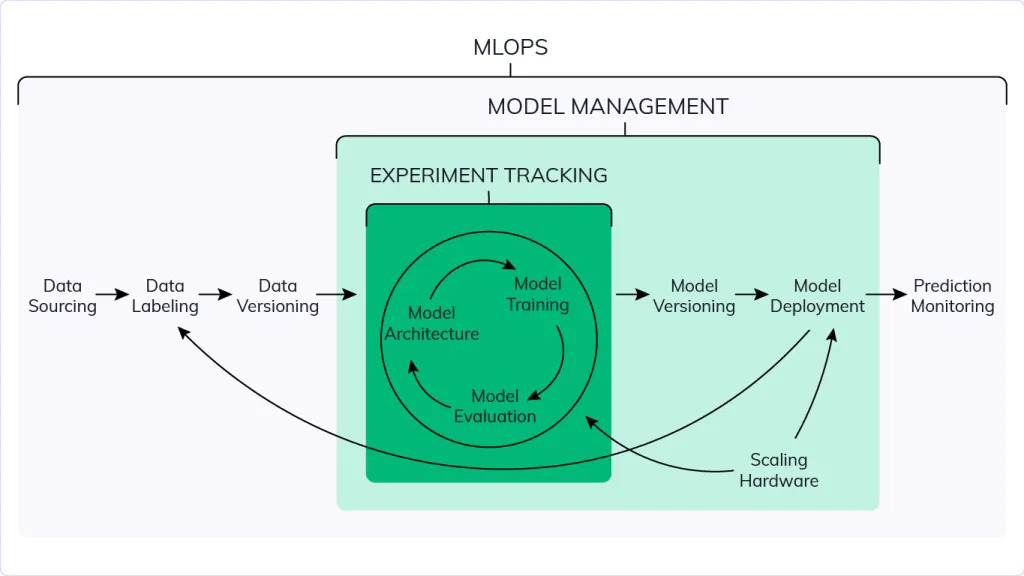 MLOPS
MODEL MANAGEMENT
EXPERIMENT TRACKING
Data
Sourcing
Data
Labeling
Data
Versioning
Model
Architecture
Model
Training
Model
Evaluation
Model
Versioning
Model
Deployment
Prediction
Monitoring
Scaling
Hardware